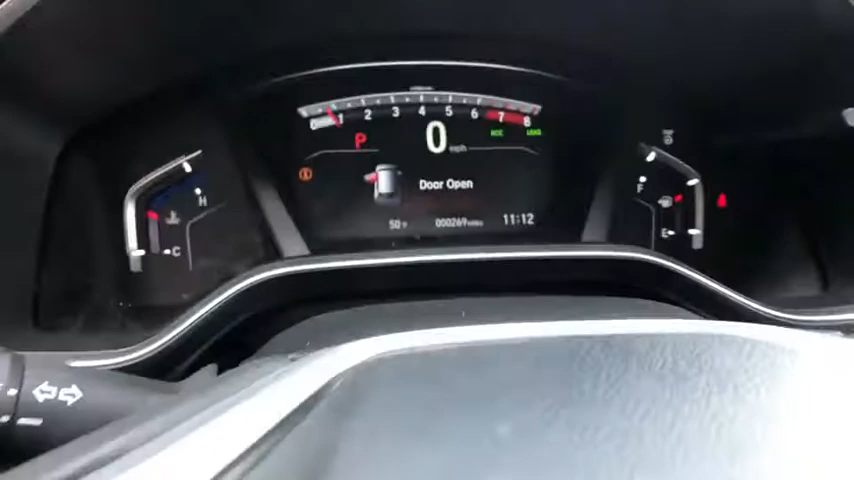 0 1 2 3 4 5 6 7 8
P
0 mph
ACC LKAS
H
F
Door Open
C
E
50°F 000269 miles 11:12